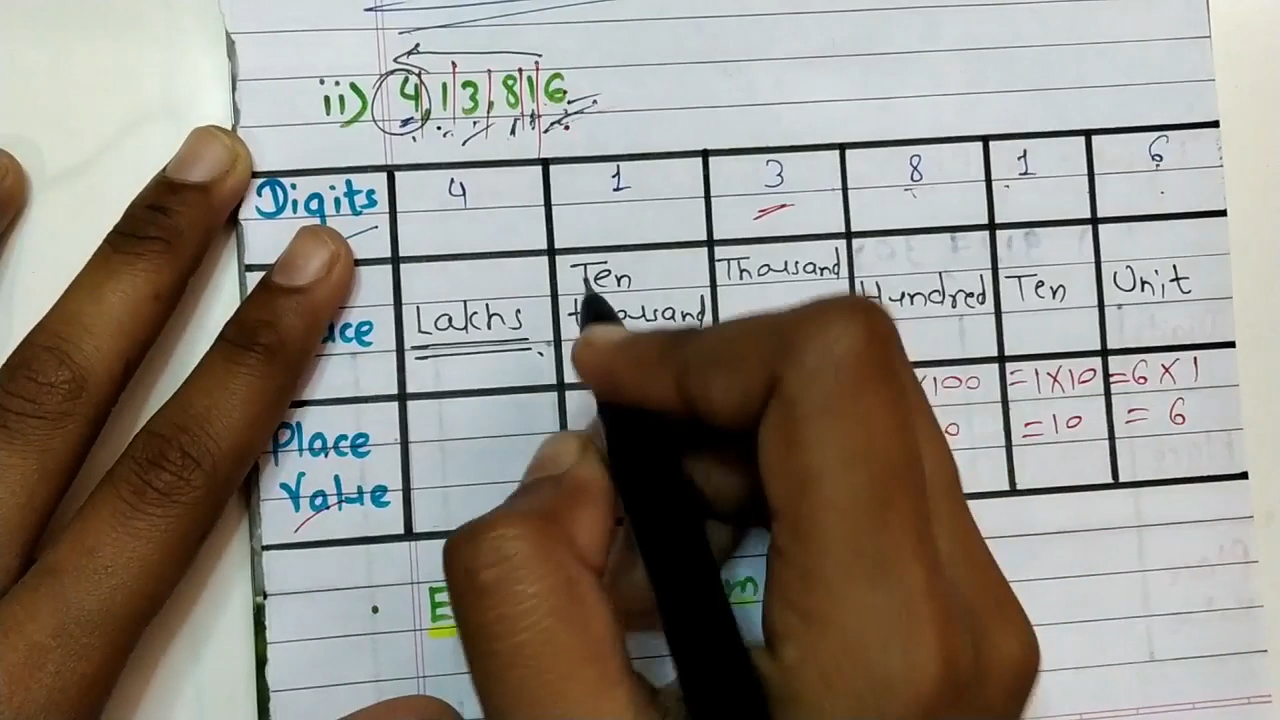 ii) 4,13,816
Digits 4 1 3 8 1 6
Lakhs Ten Thousand Hundred Ten Unit
Place Value ×100 =1×10 =6×1
=10 =6